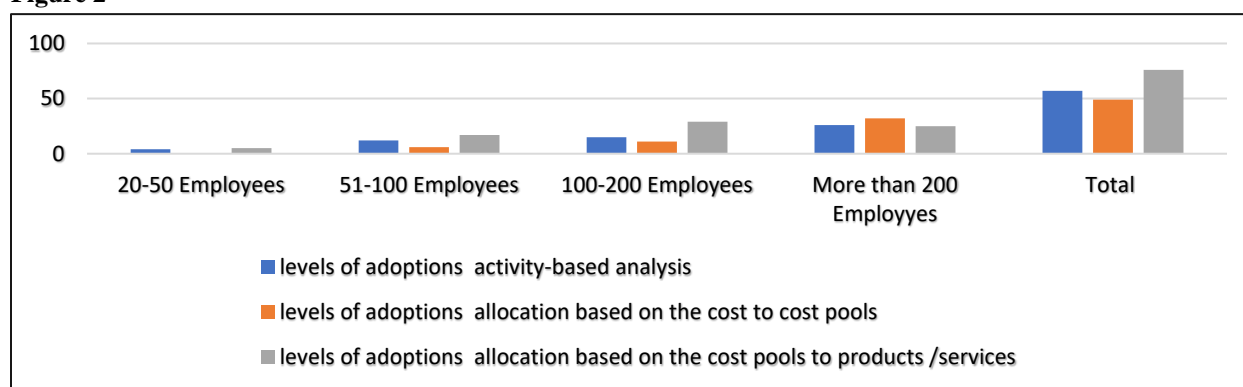 Figure 2
100
50
0
20-50 Employees
51-100 Employees
100-200 Employees
More than 200
Employyes
Total
levels of adoptions activity-based analysis
levels of adoptions allocation based on the cost to cost pools
levels of adoptions allocation based on the cost pools to products /services